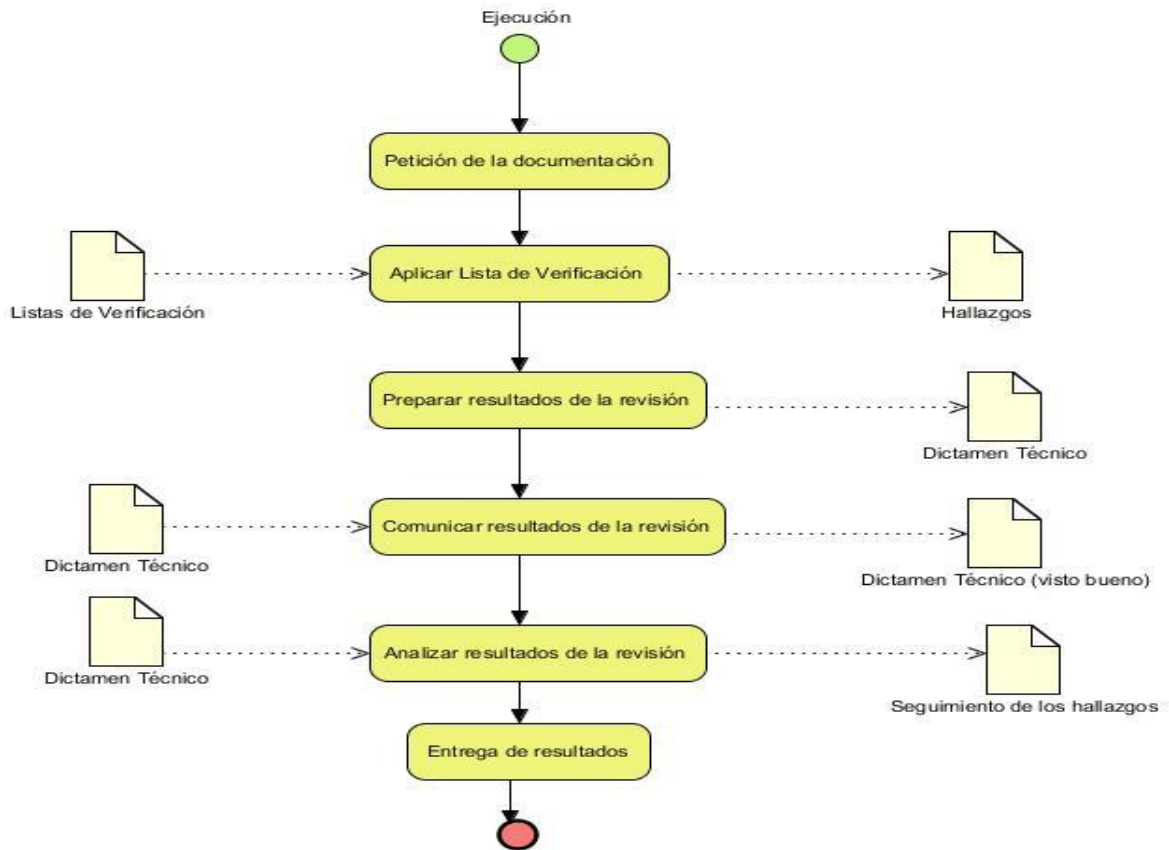 Ejecución
Petición de la documentación
Aplicar Lista de Verificación
Listas de Verificación
Hallazgos
Preparar resultados de la revisión
Dictamen Técnico
Comunicar resultados de la revisión
Dictamen Técnico
Dictamen Técnico (visto bueno)
Analizar resultados de la revisión
Dictamen Técnico
Seguimiento de los hallazgos
Entrega de resultados